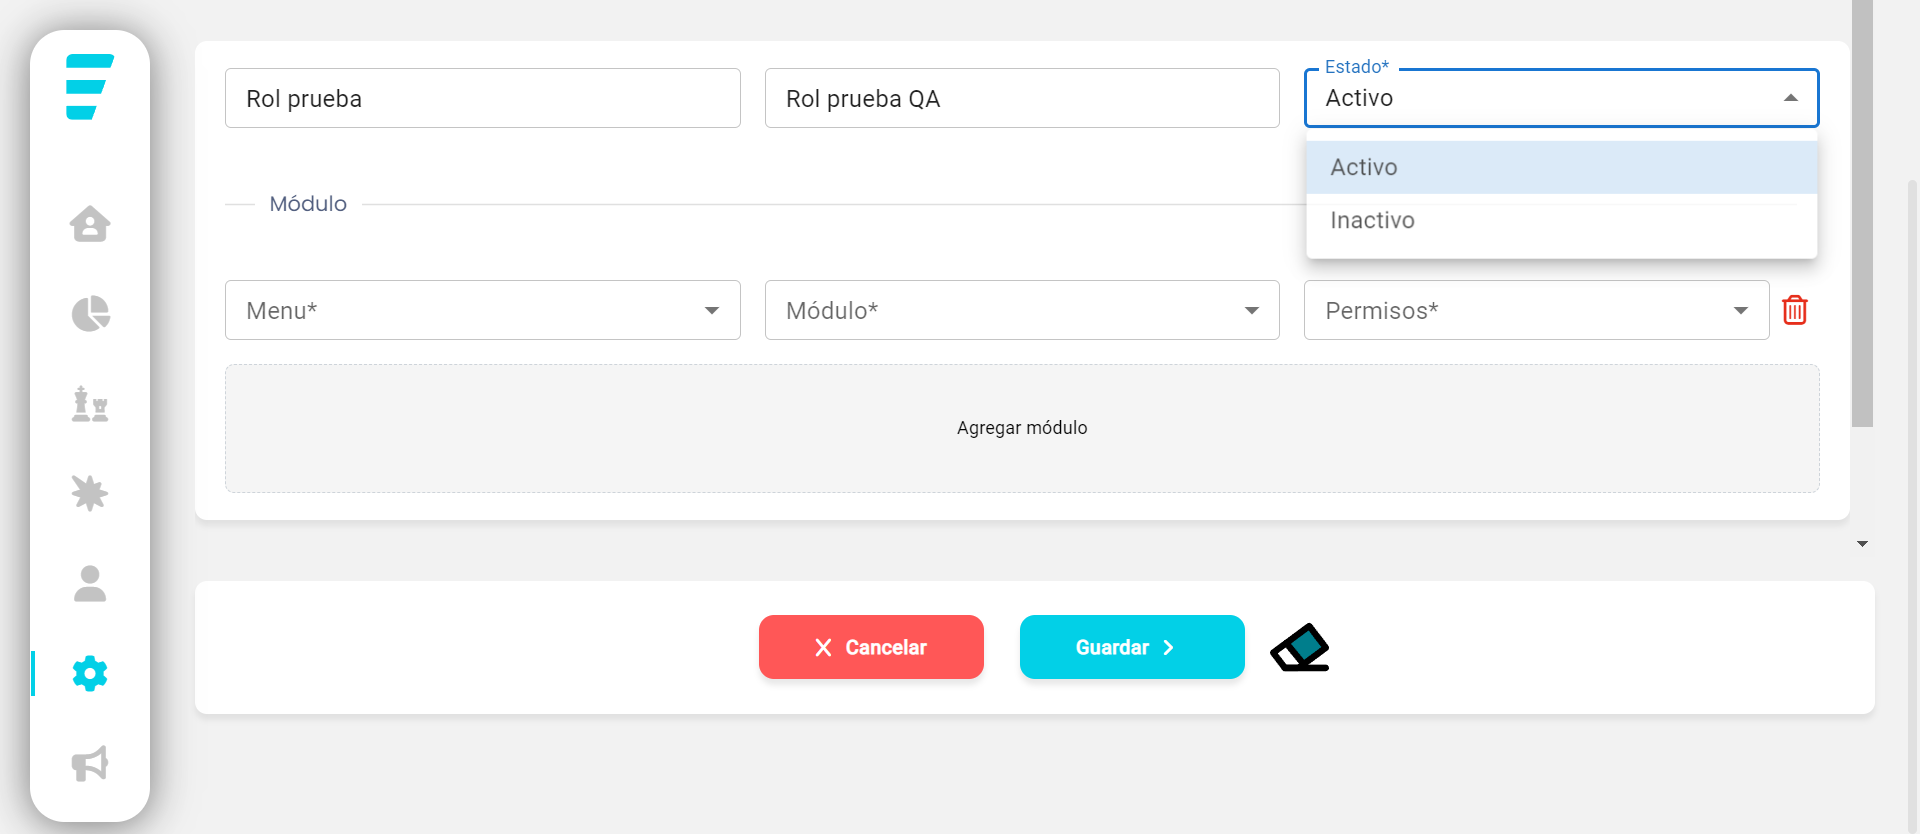 Rol prueba
Rol prueba QA
Estado*
Activo
Activo
Inactivo
Módulo
Menu*
Módulo*
Permisos*
Agregar módulo
Cancelar
Guardar